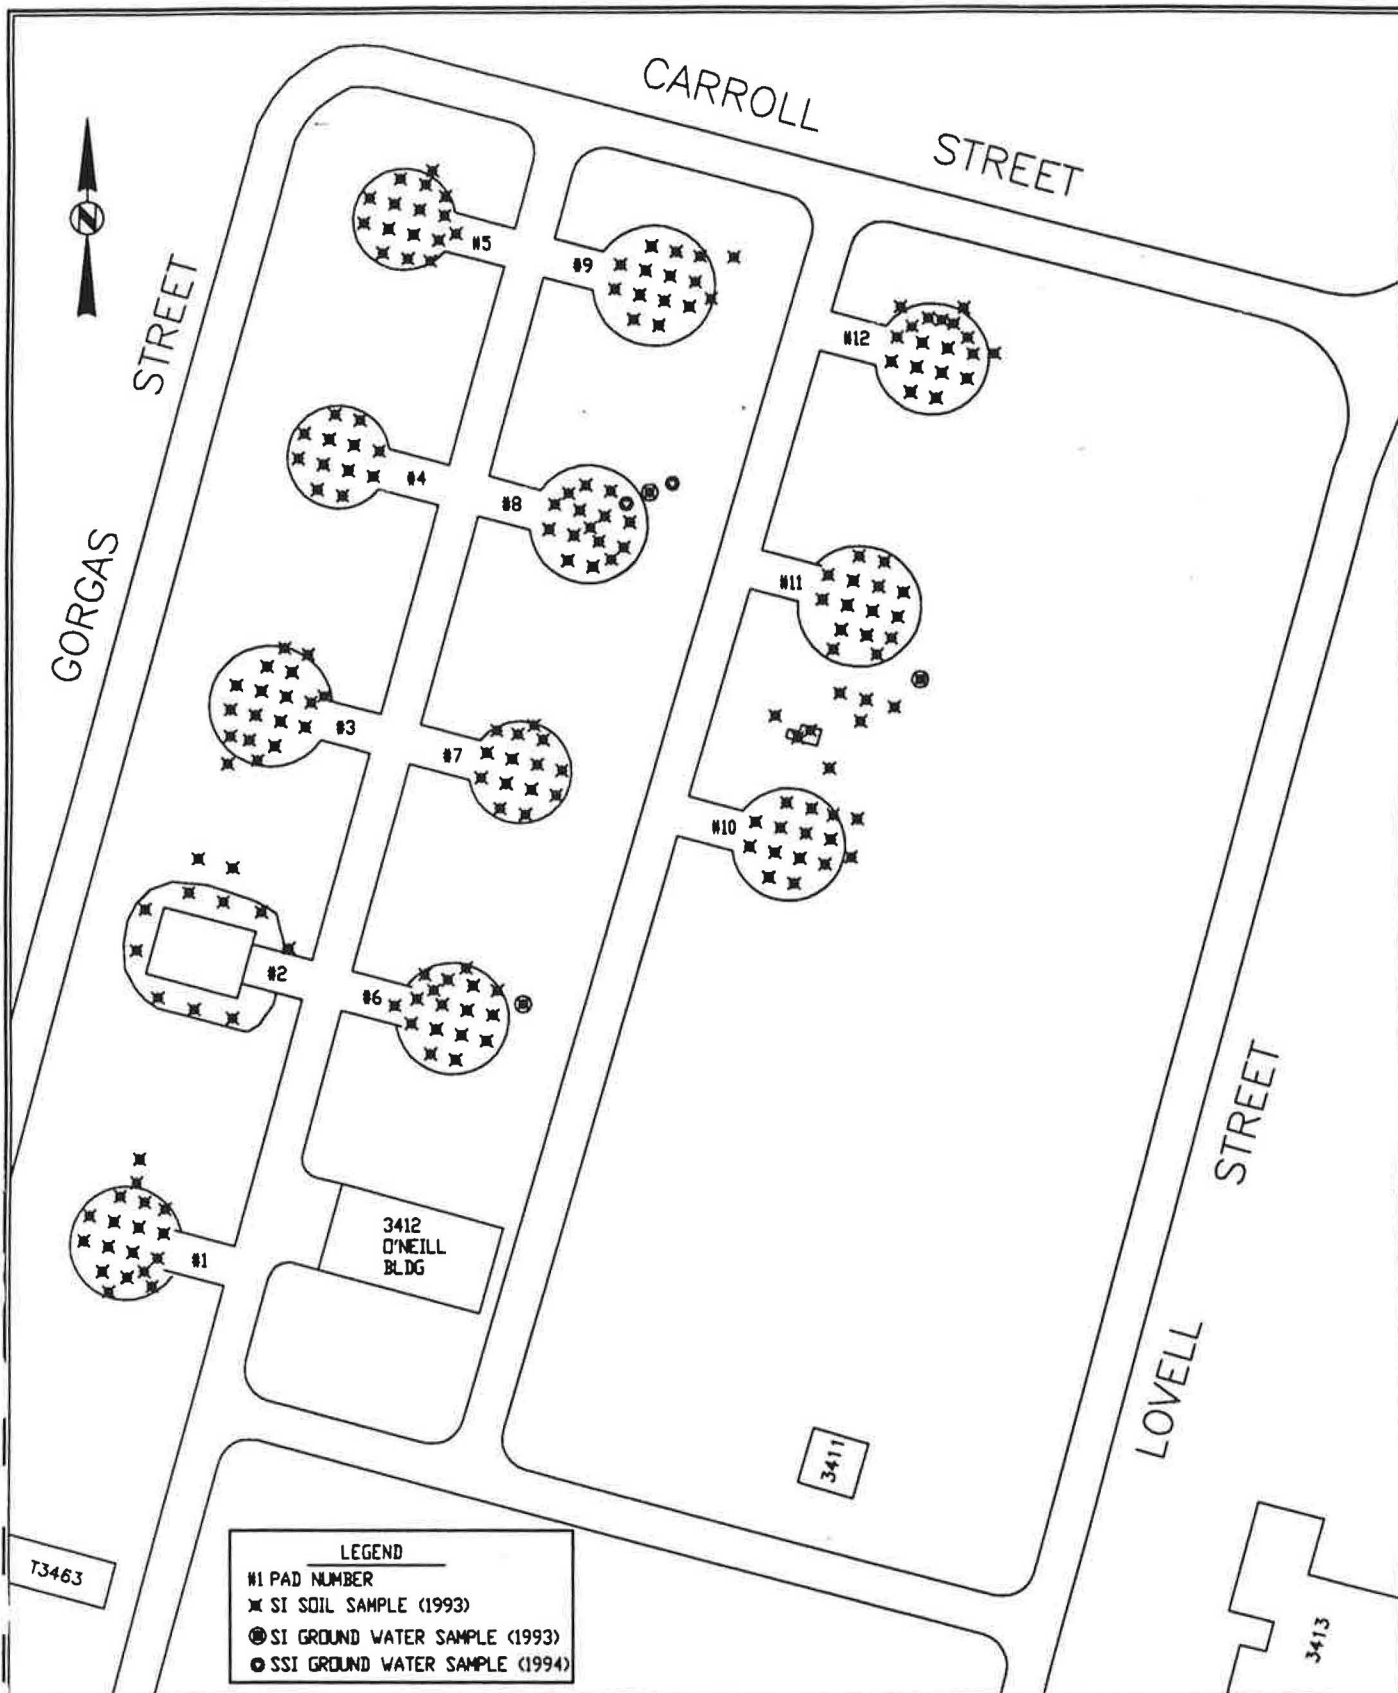 CARROLL STREET
N
GORGAS STREET
#5
#9
#12
#4
#8
#11
#3
#7
#10
#2
#6
#1
3412
O'NEILL
BLDG
LOVELL STREET
3411
T3463
3413
LEGEND
#1 PAD NUMBER
SI SOIL SAMPLE (1993)
SI GROUND WATER SAMPLE (1993)
SSI GROUND WATER SAMPLE (1994)